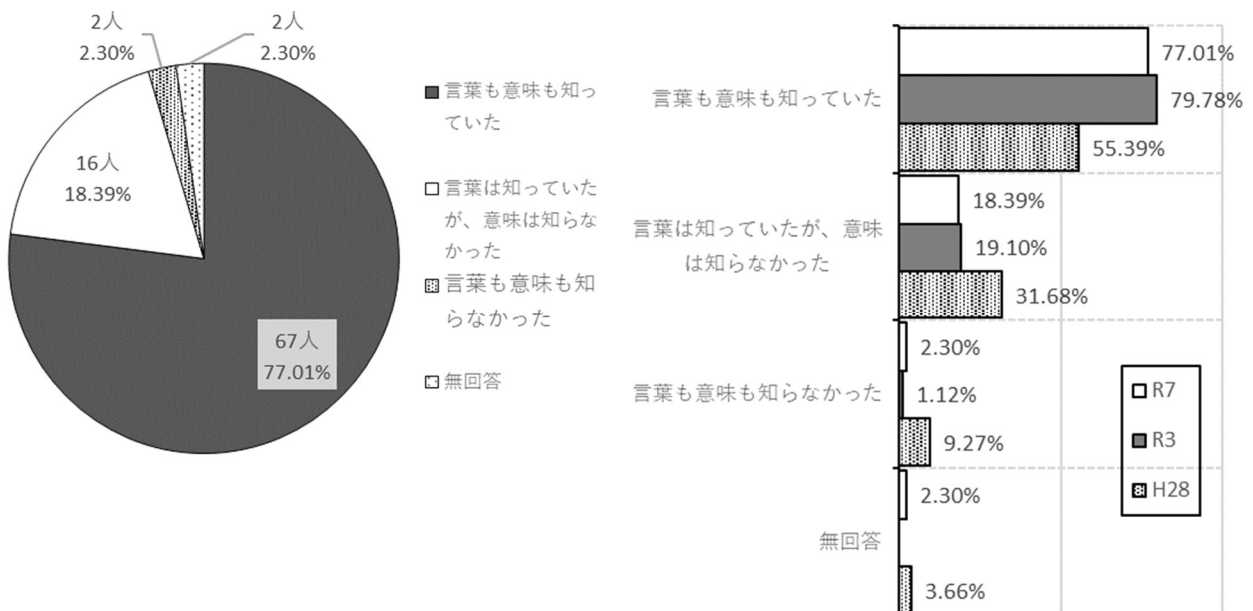 2人
2.30%
2人
2.30%
16人
18.39%
67人
77.01%
言葉も意味も知っ
ていた
言葉は知っていた
が、意味は知らな
かった
言葉も意味も知
らなかった
無回答
言葉も意味も知っていた
77.01%
79.78%
55.39%
言葉は知っていたが、意味
は知らなかった
18.39%
19.10%
31.68%
言葉も意味も知らなかった
2.30%
1.12%
9.27%
無回答
2.30%
3.66%
R7
R3
H28